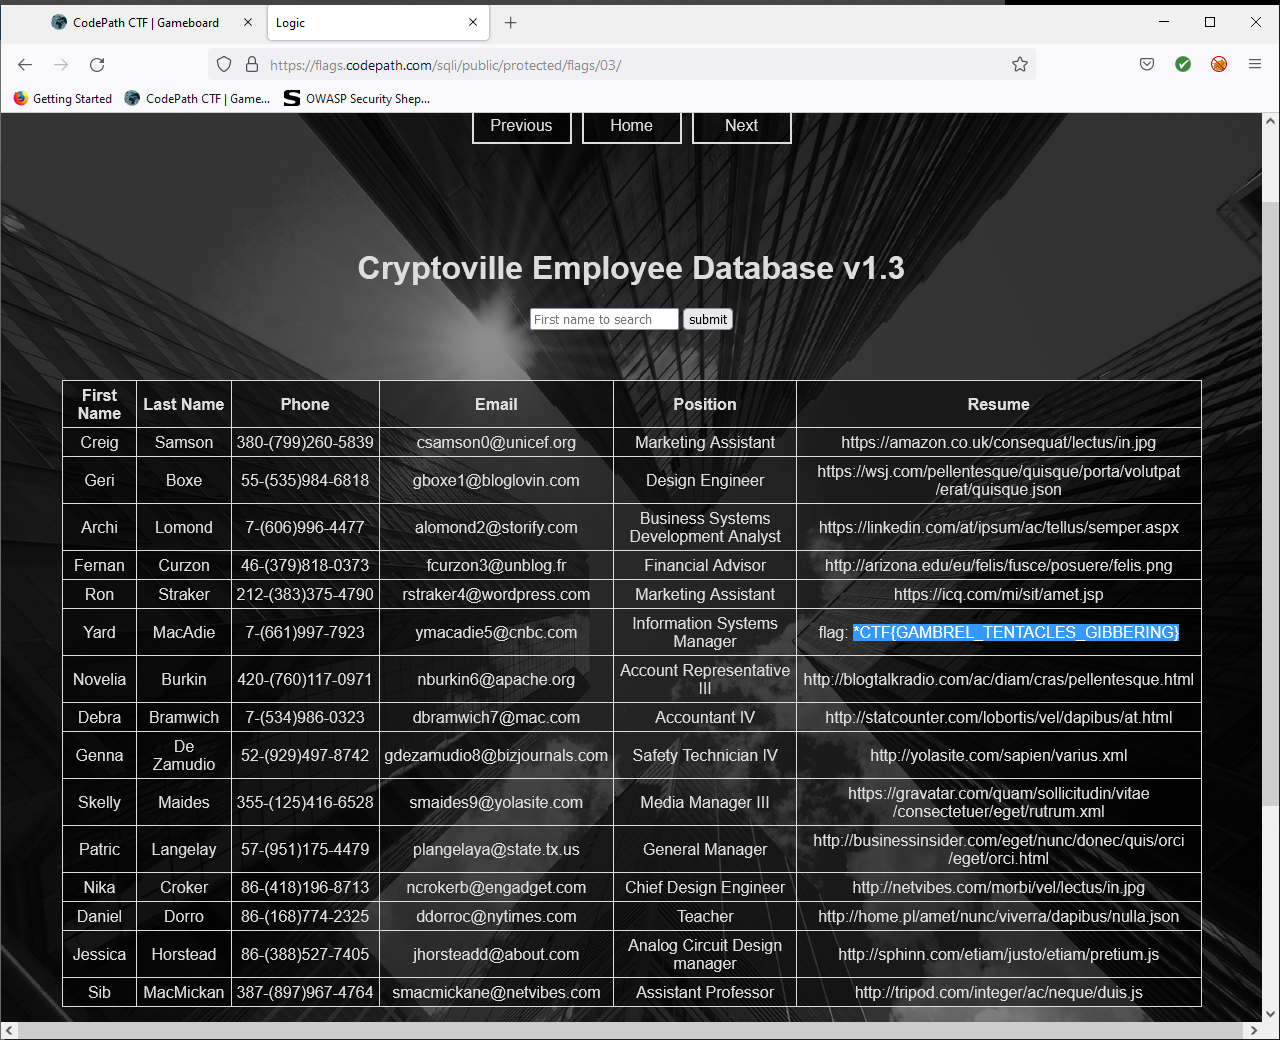 CodePath CTF | Gameboard
Logic
https://flags.codepath.com/sqli/public/protected/flags/03/
Getting Started CodePath CTF | Game... OWASP Security Shep...
Previous Home Next
Cryptoville Employee Database v1.3
First name to search submit
First Name Last Name Phone Email Position Resume
Creig Samson 380-(799)260-5839 csamson0@unicef.org Marketing Assistant https://amazon.co.uk/consequat/lectus/in.jpg
Geri Boxe 55-(535)984-6818 gboxe1@bloglovin.com Design Engineer https://wsj.com/pellentesque/quisque/porta/volutpat/erat/quisque.json
Archi Lomond 7-(606)996-4477 alomond2@storify.com Business Systems Development Analyst https://linkedin.com/at/ipsum/ac/tellus/semper.aspx
Fernan Curzon 46-(379)818-0373 fcurzon3@unblog.fr Financial Advisor http://arizona.edu/eu/felis/fusce/posuere/felis.png
Ron Straker 212-(383)375-4790 rstraker4@wordpress.com Marketing Assistant https://icq.com/mi/sit/amet.jsp
Yard MacAdie 7-(661)997-7923 ymacadie5@cnbc.com Information Systems Manager flag: *CTF{GAMBREL_TENTACLES_GIBBERING}
Novelia Burkin 420-(760)117-0971 nburkin6@apache.org Account Representative III http://blogtalkradio.com/ac/diam/cras/pellentesque.html
Debra Bramwich 7-(534)986-0323 dbramwich7@mac.com Accountant IV http://statcounter.com/lobortis/vel/dapibus/at.html
Genna De Zamudio 52-(929)497-8742 gdezamudio8@bizjournals.com Safety Technician IV http://yolasite.com/sapien/varius.xml
Skelly Maides 355-(125)416-6528 smaides9@yolasite.com Media Manager III https://gravatar.com/quam/sollicitudin/vitae/consectetuer/eget/rutrum.xml
Patric Langelay 57-(951)175-4479 plangelaya@state.tx.us General Manager http://businessinsider.com/eget/nunc/donec/quis/orci/eget/orci.html
Nika Croker 86-(418)196-8713 ncrokerb@engadget.com Chief Design Engineer http://netvibes.com/morbi/vel/lectus/in.jpg
Daniel Dorro 86-(168)774-2325 ddorroc@nytimes.com Teacher http://home.pl/amet/nunc/viverra/dapibus/nulla.json
Jessica Horstead 86-(388)527-7405 jhorsteadd@about.com Analog Circuit Design manager http://sphinn.com/etiam/justo/etiam/pretium.js
Sib MacMickan 387-(897)967-4764 smacmickane@netvibes.com Assistant Professor http://tripod.com/integer/ac/neque/duis.js